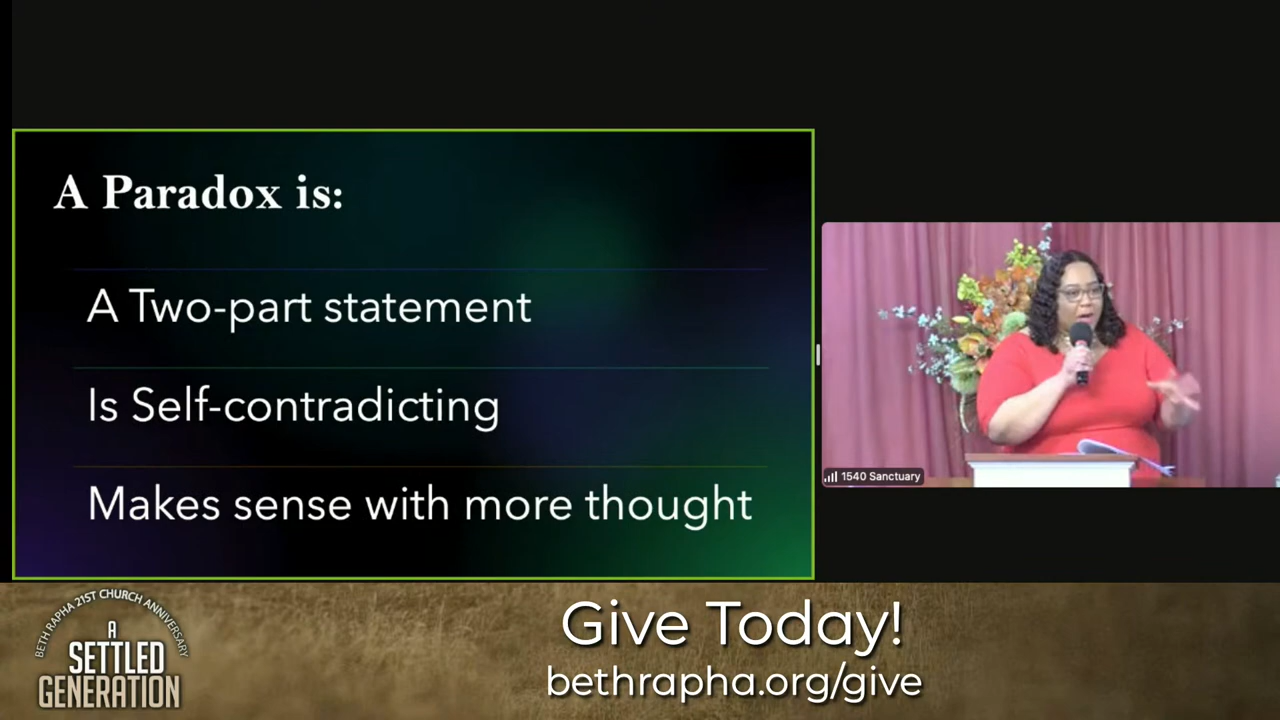 A Paradox is:
A Two-part statement
Is Self-contradicting
Makes sense with more thought
1540 Sanctuary
BETH RAPHA 21ST CHURCH ANNIVERSARY
A
SETTLED
GENERATION
Give Today!
bethrapha.org/give